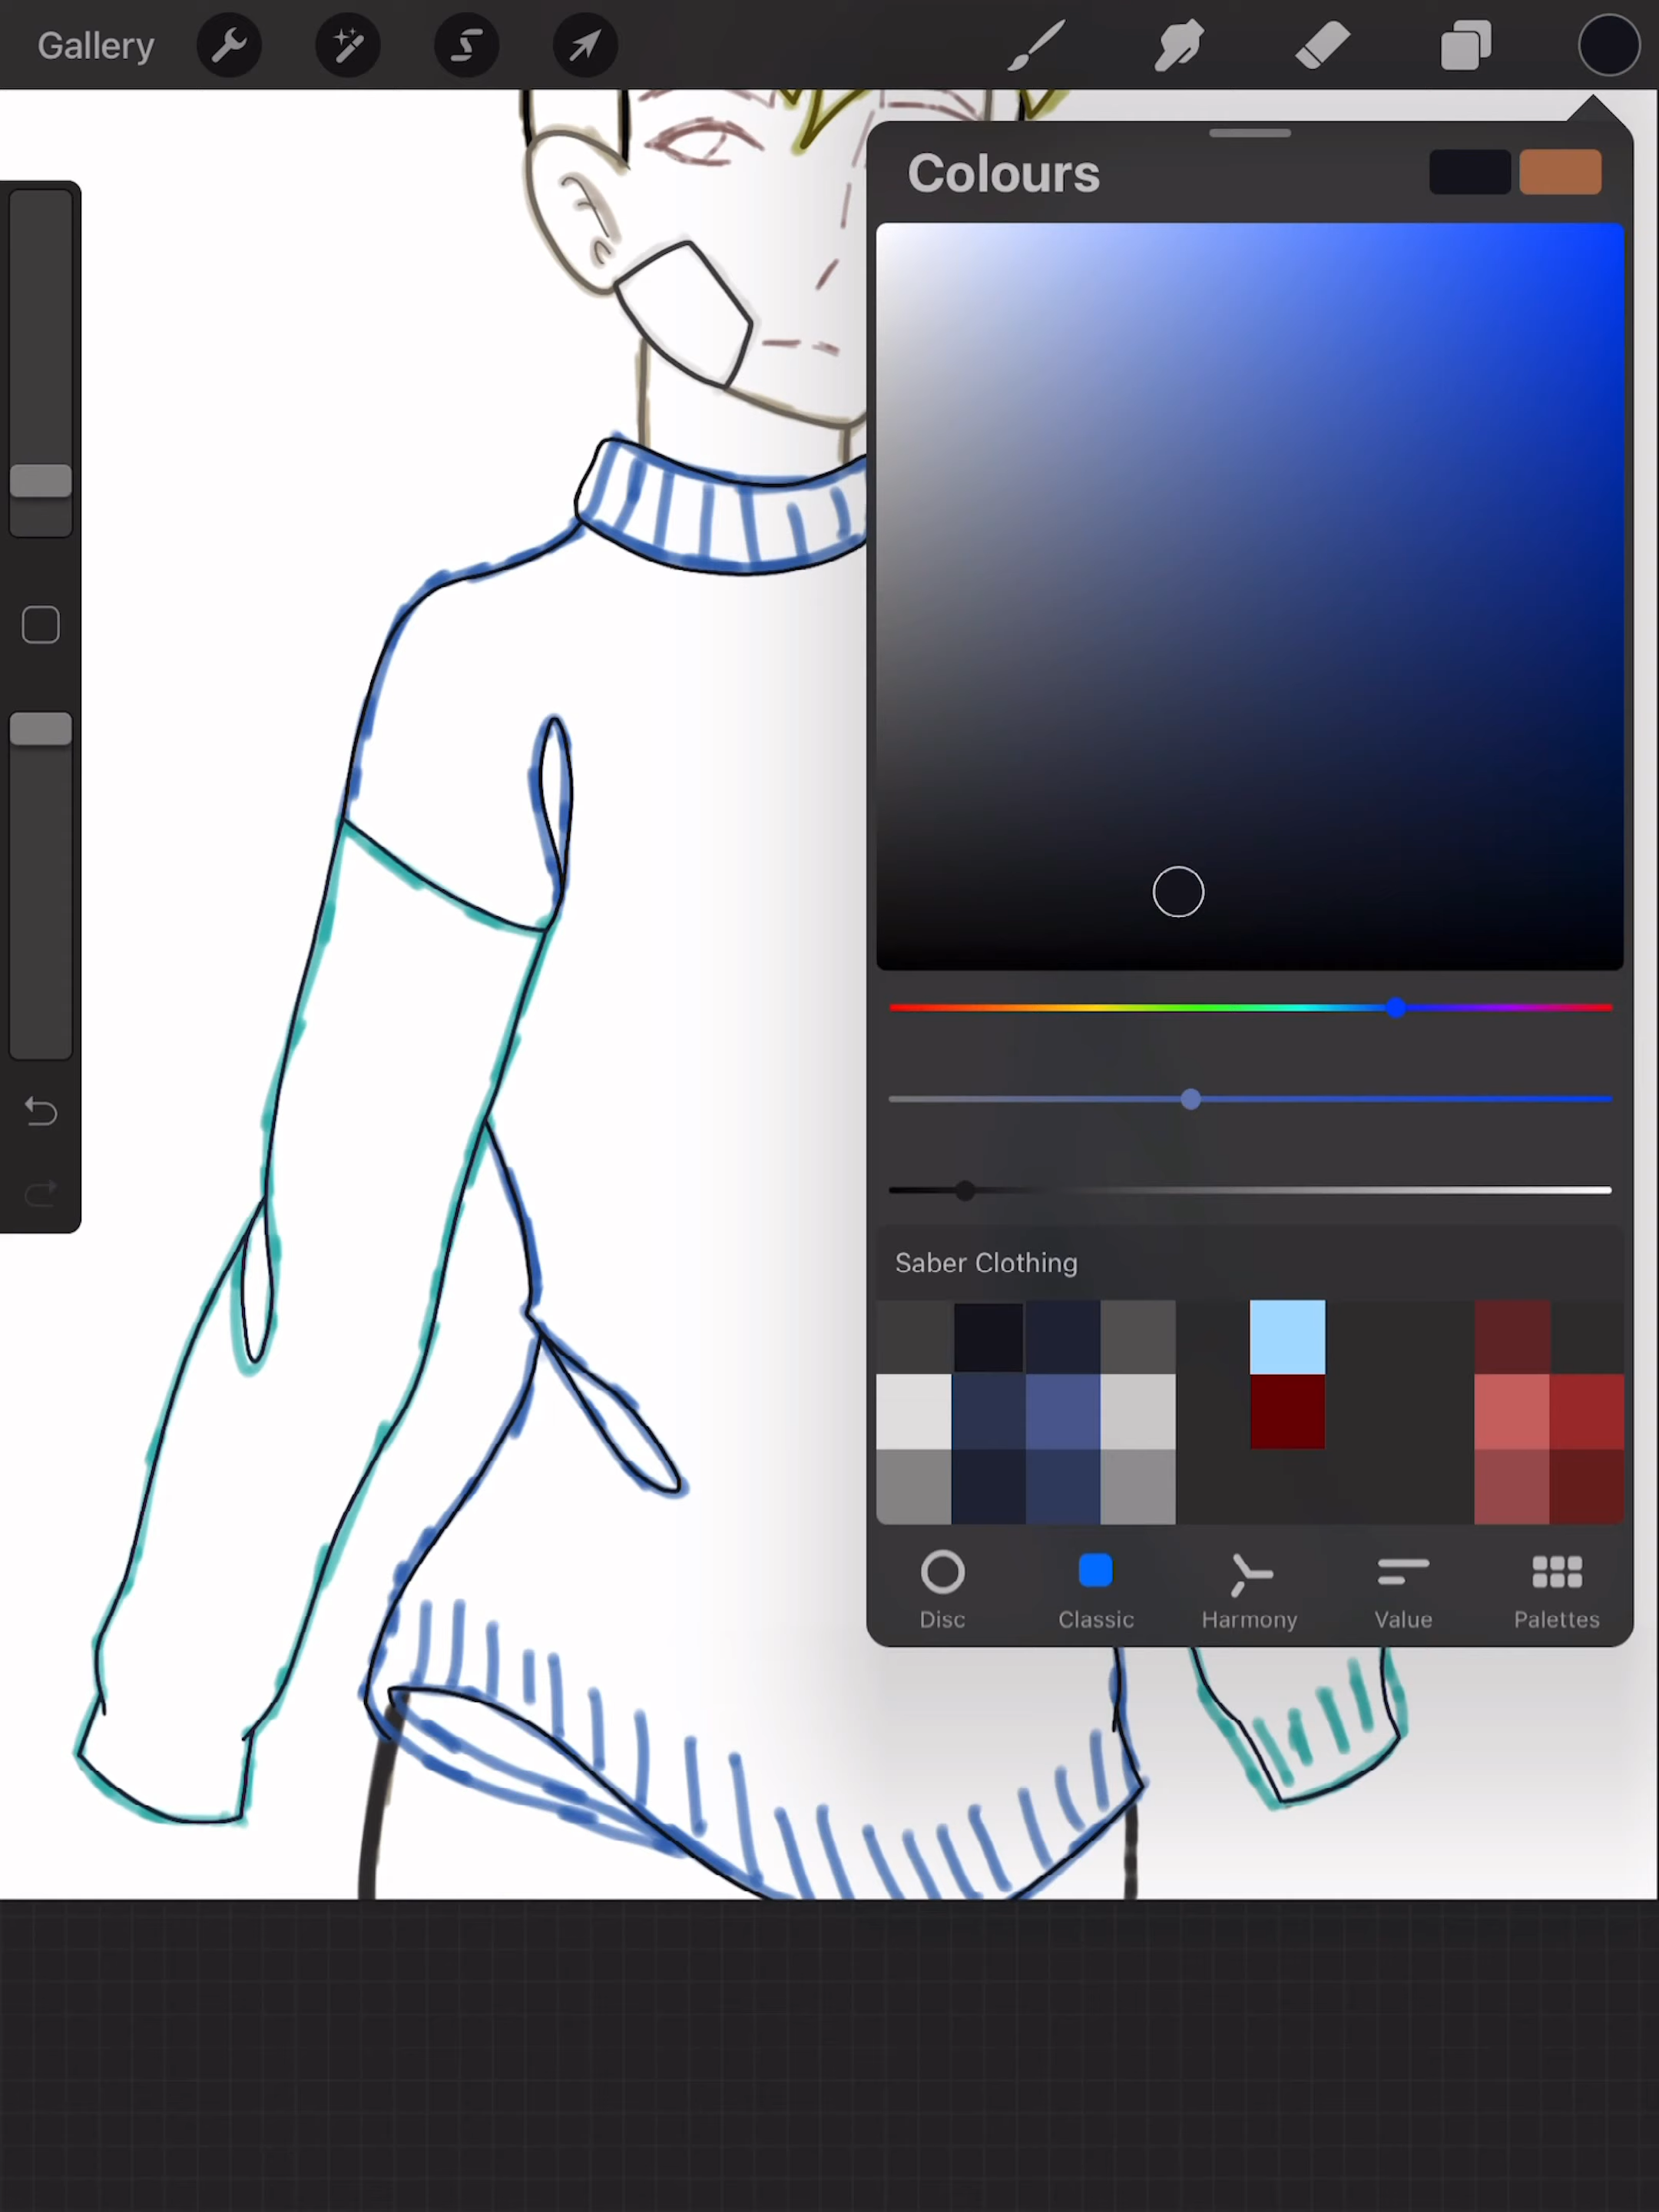 Gallery
Colours
Saber Clothing
Disc
Classic
Harmony
Value
Palettes